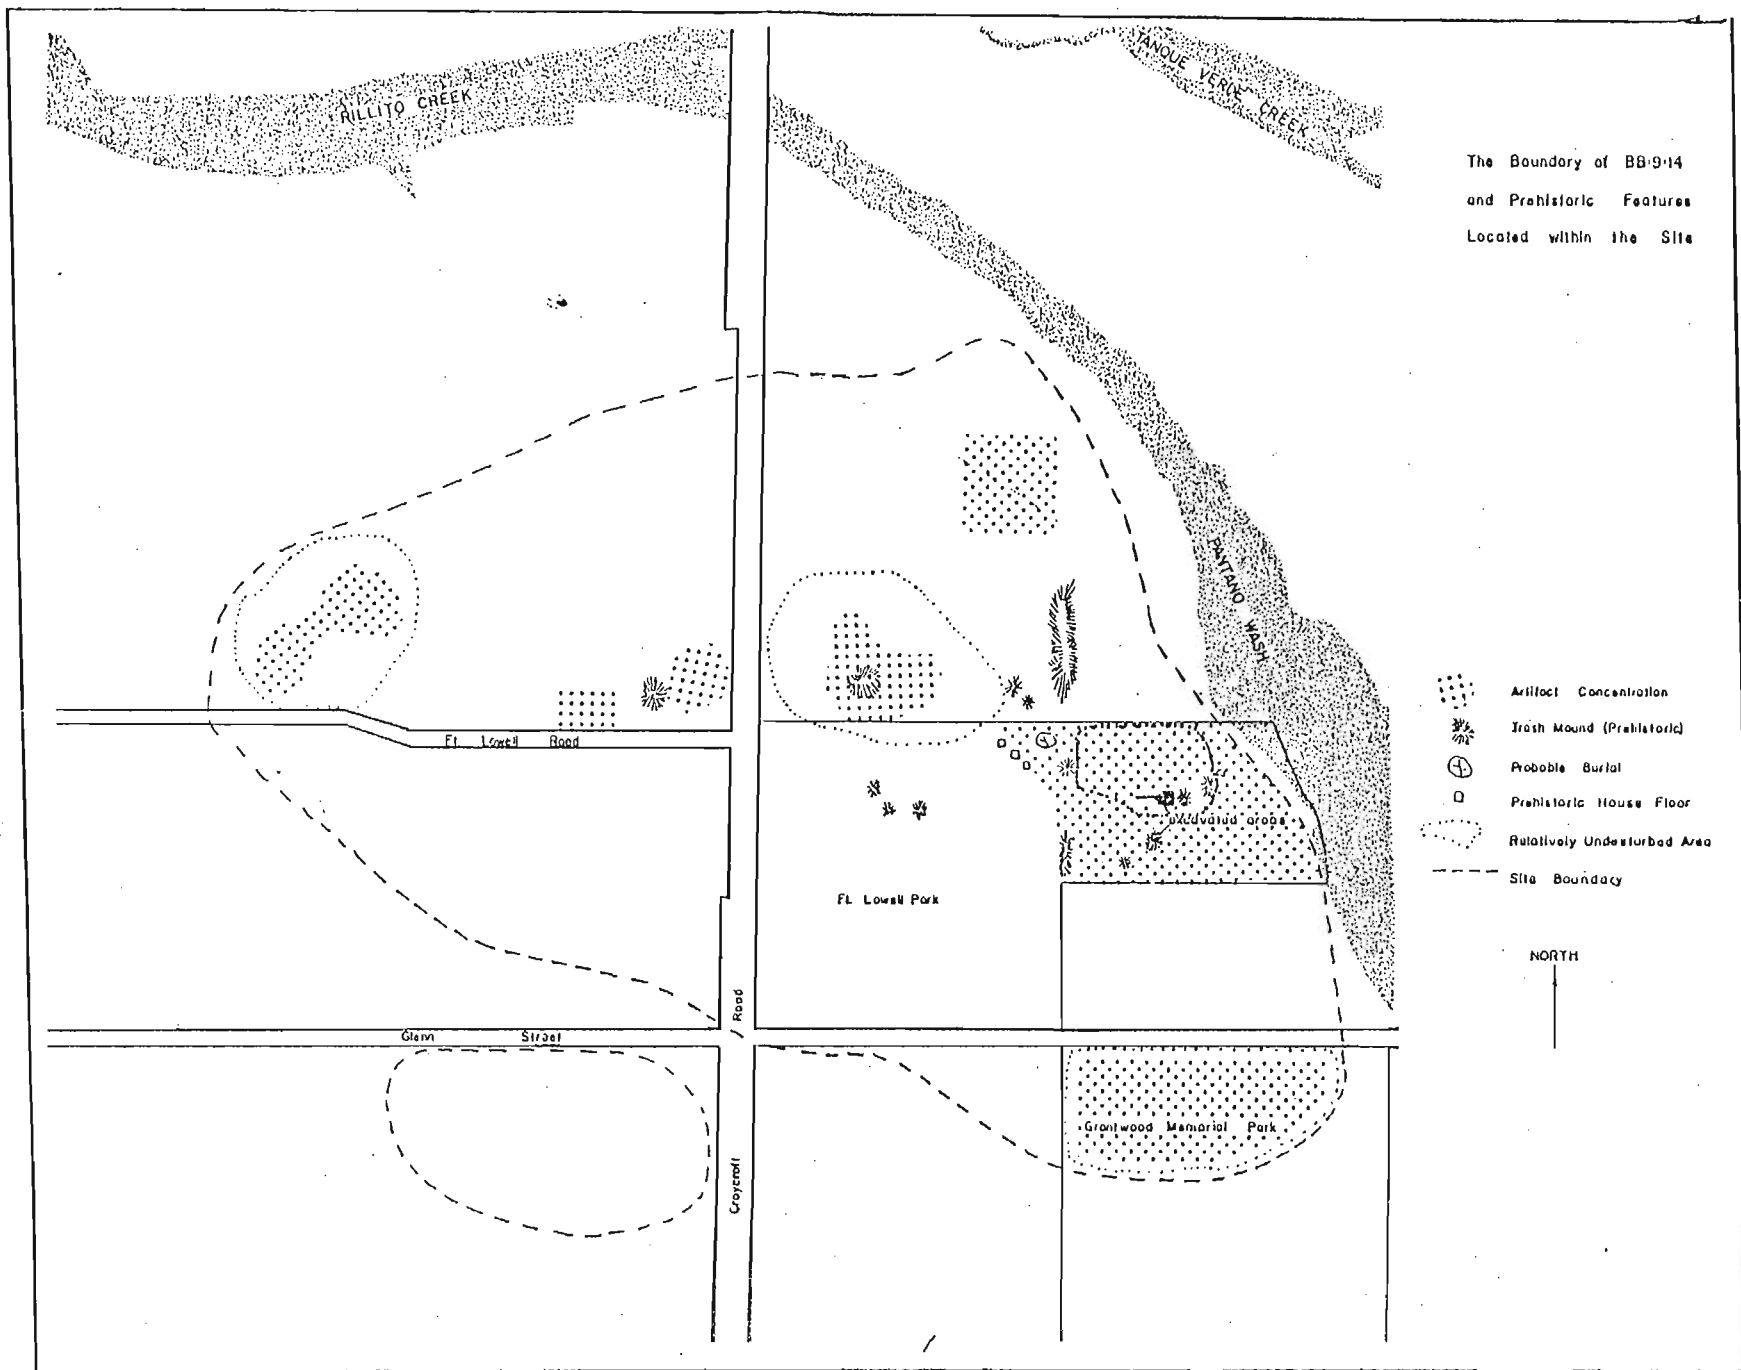 RILLITO CREEK
TANQUE VERDE CREEK
The Boundary of BB:9:14
and Prehistoric Features
Located within the Site
PANTANO WASH
Artifact Concentration
Trash Mound (Prehistoric)
Probable Burial
Prehistoric House Floor
Relatively Undesturbed Area
Site Boundary
Ft. Lowell Road
excavated areas
Ft. Lowell Park
NORTH
Glenn Street
Craycroft Road
Grantwood Memorial Park